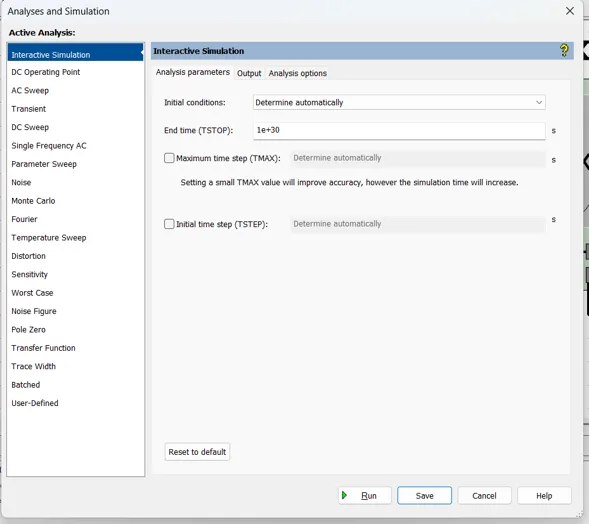 Analyses and Simulation
Active Analysis:
Interactive Simulation
DC Operating Point
AC Sweep
Transient
DC Sweep
Single Frequency AC
Parameter Sweep
Noise
Monte Carlo
Fourier
Temperature Sweep
Distortion
Sensitivity
Worst Case
Noise Figure
Pole Zero
Transfer Function
Trace Width
Batched
User-Defined
Interactive Simulation ?
Analysis parameters Output Analysis options
Initial conditions: Determine automatically
End time (TSTOP): 1e+30 s
Maximum time step (TMAX): Determine automatically s
Setting a small TMAX value will improve accuracy, however the simulation time will increase.
Initial time step (TSTEP): Determine automatically s
Reset to default
Run Save Cancel Help